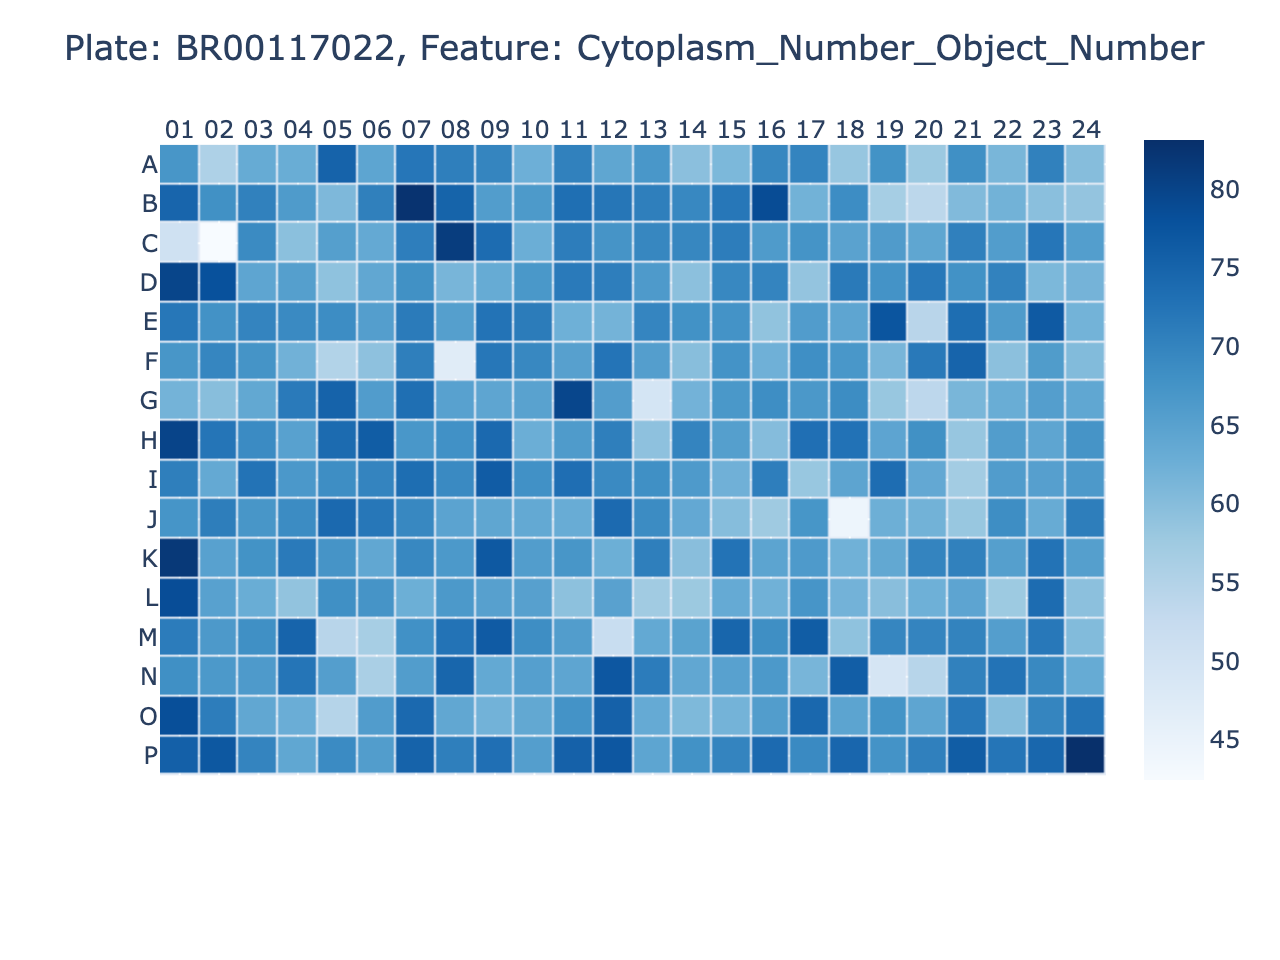 Plate: BR00117022, Feature: Cytoplasm_Number_Object_Number
01 02 03 04 05 06 07 08 09 10 11 12 13 14 15 16 17 18 19 20 21 22 23 24
A
B
C
D
E
F
G
H
I
J
K
L
M
N
O
P
80
75
70
65
60
55
50
45